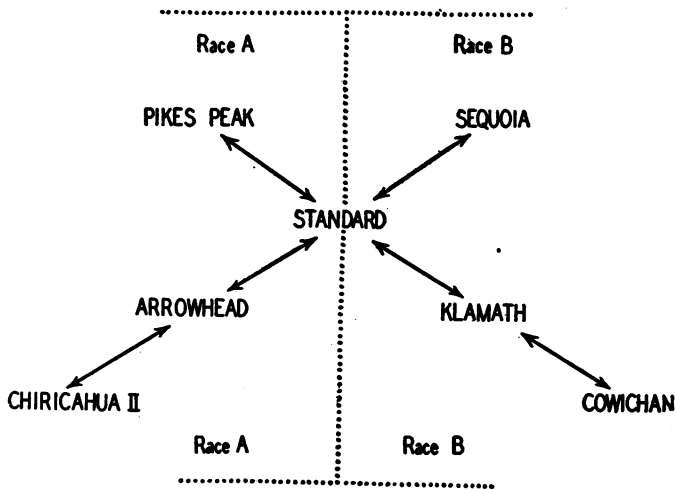 Race A
Race B
PIKES PEAK
SEQUOIA
STANDARD
ARROWHEAD
KLAMATH
CHIRICAHUA II
COWICHAN
Race A
Race B